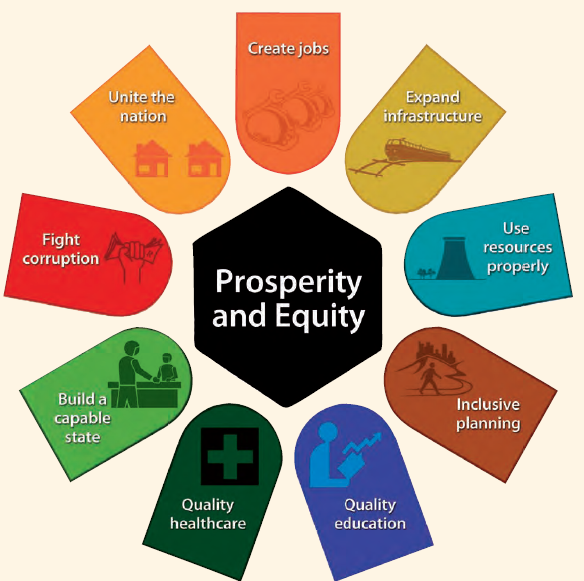 Create jobs
Expand
infrastructure
Use
resources
properly
Inclusive
planning
Quality
education
Quality
healthcare
Build a
capable
state
Fight
corruption
Unite the
nation
Prosperity
and Equity